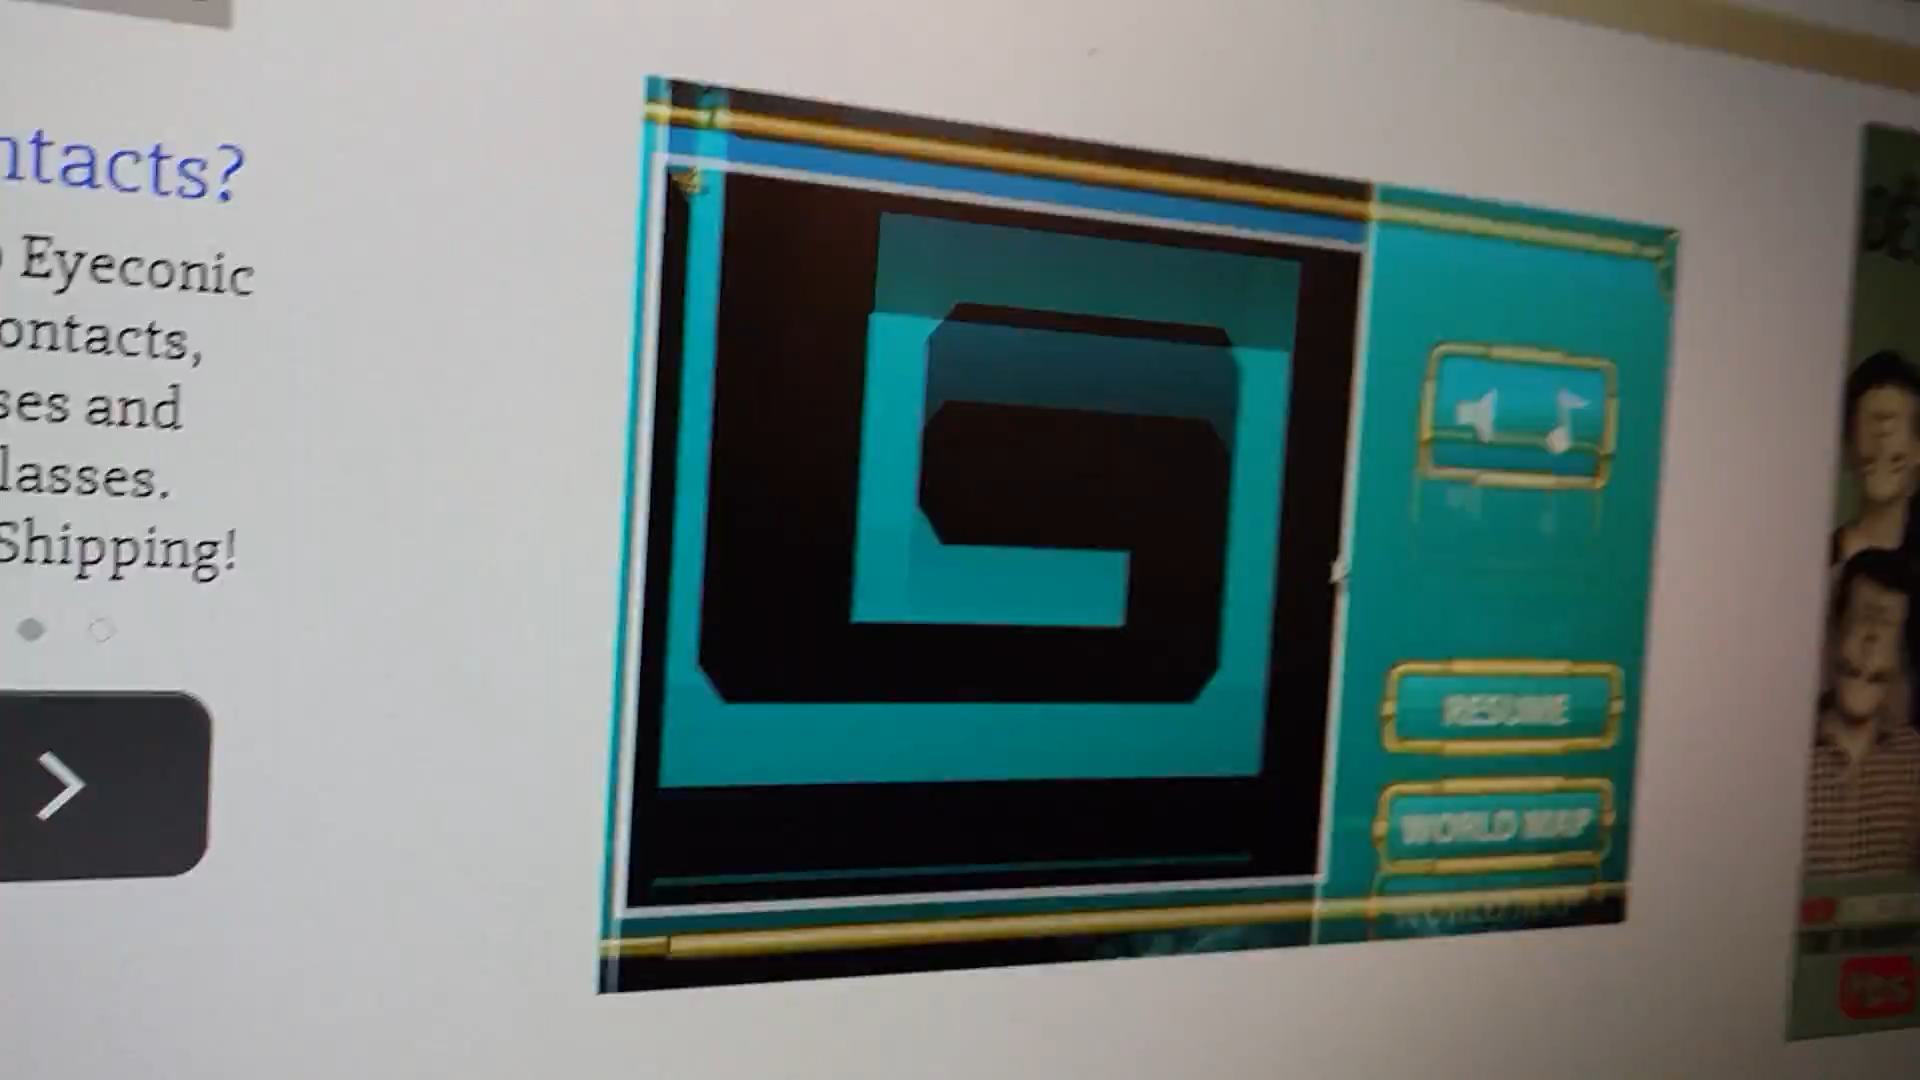 ntacts?
Eyeconic
ontacts,
ses and
lasses.
Shipping!
RESUME
WORLD MAP